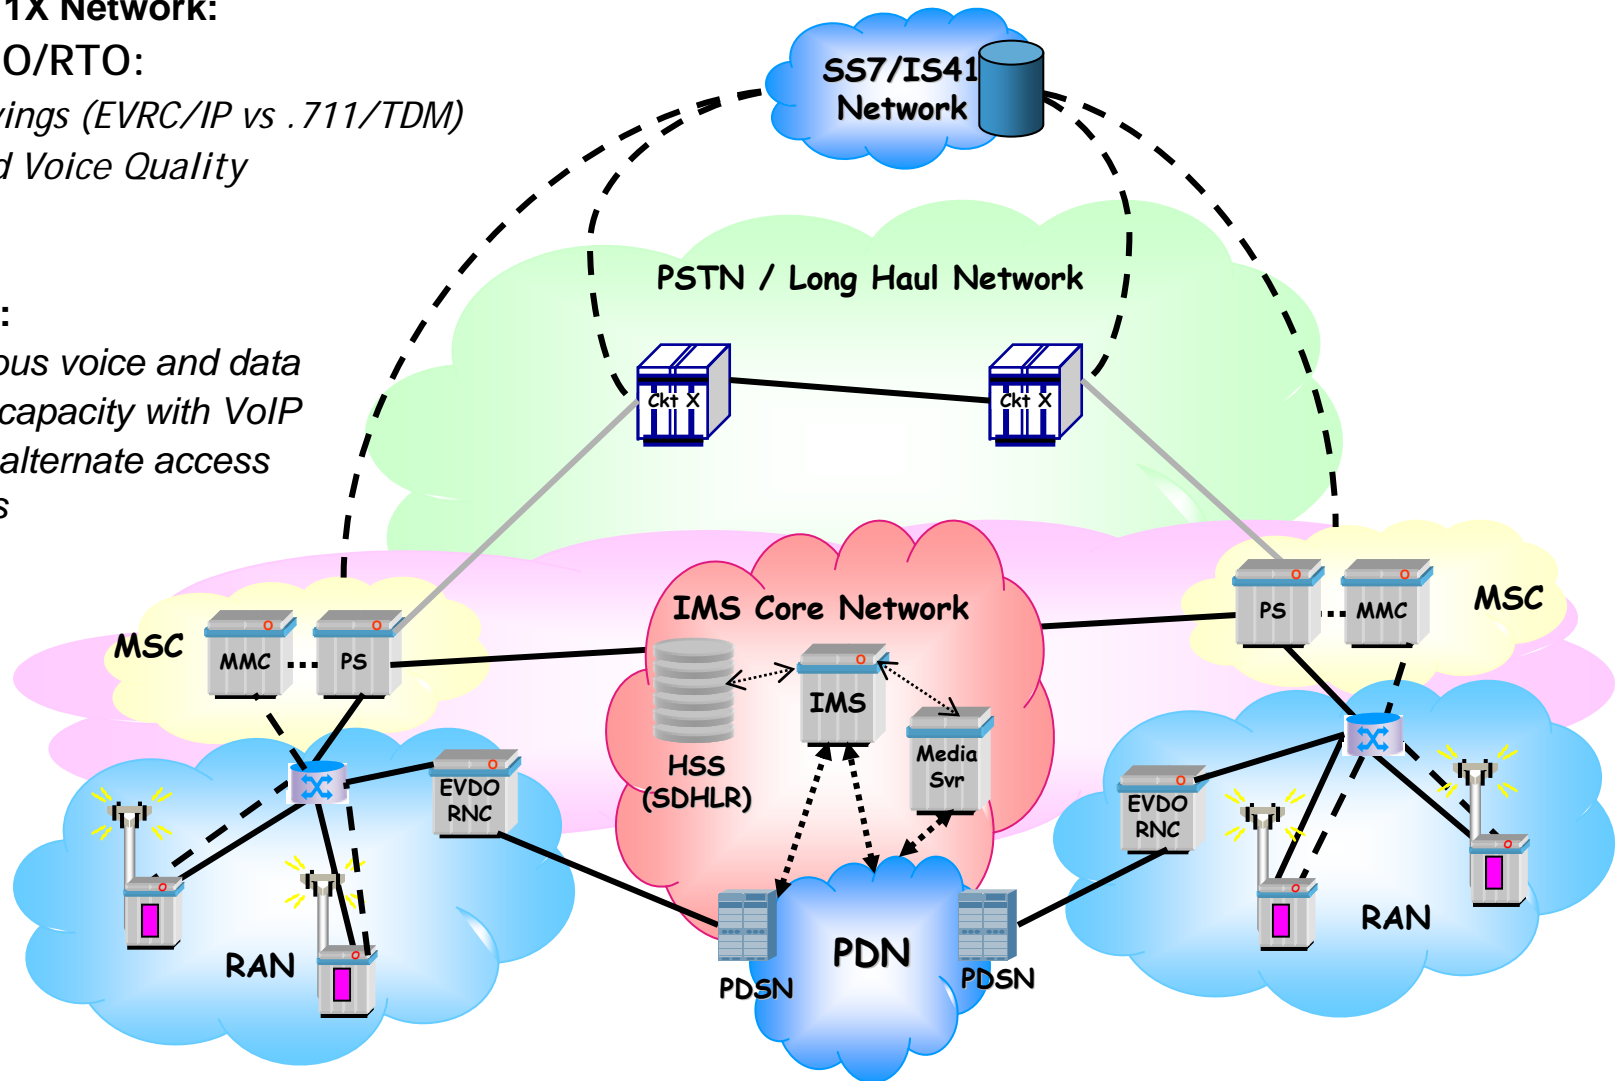 1X Network:
O/RTO:
ings (EVRC/IP vs .711/TDM)
d Voice Quality
:
ous voice and data
capacity with VoIP
alternate access
s
SS7/IS41
Network
PSTN / Long Haul Network
Ckt X
Ckt X
IMS Core Network
MSC
MMC
PS
PS
MMC
MSC
IMS
HSS
(SDHLR)
Media
Svr
EVDO
RNC
EVDO
RNC
RAN
PDSN
PDN
PDSN
RAN